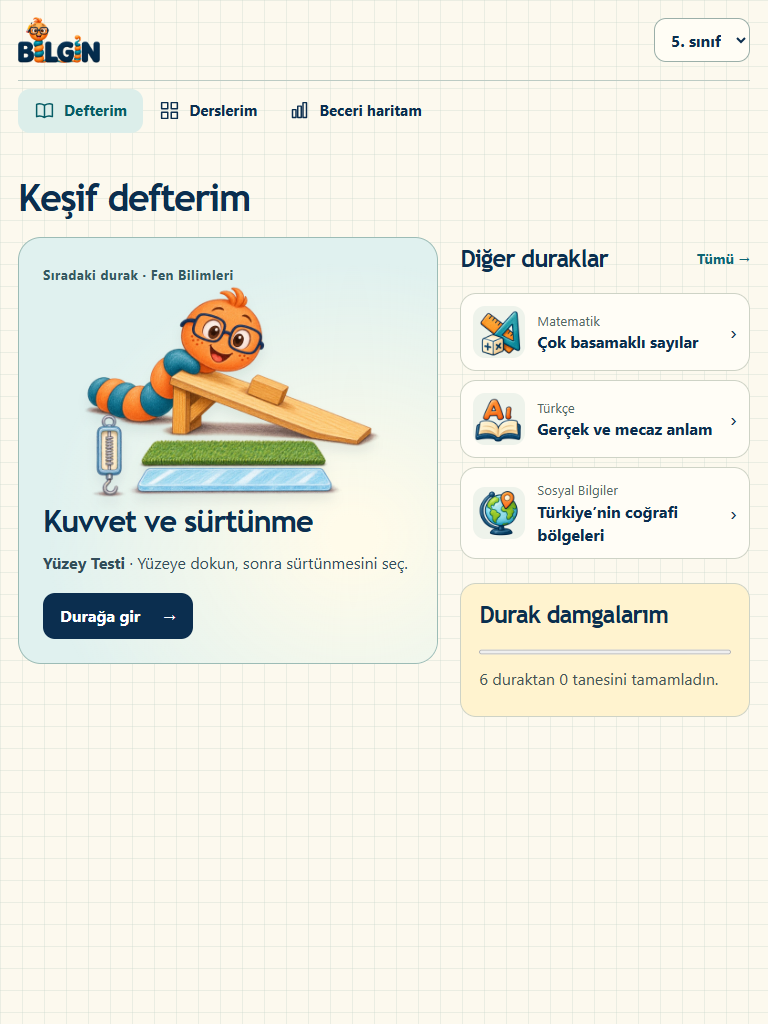 BİLGİN
5. sınıf
Defterim
Derslerim
Beceri haritam
Keşif defterim
Sıradaki durak · Fen Bilimleri
Kuvvet ve sürtünme
Yüzey Testi · Yüzeye dokun, sonra sürtünmesini seç.
Durağa gir →
Diğer duraklar
Tümü →
Matematik
Çok basamaklı sayılar
Türkçe
Gerçek ve mecaz anlam
Sosyal Bilgiler
Türkiye'nin coğrafi
bölgeleri
Durak damgalarım
6 duraktan 0 tanesini tamamladın.